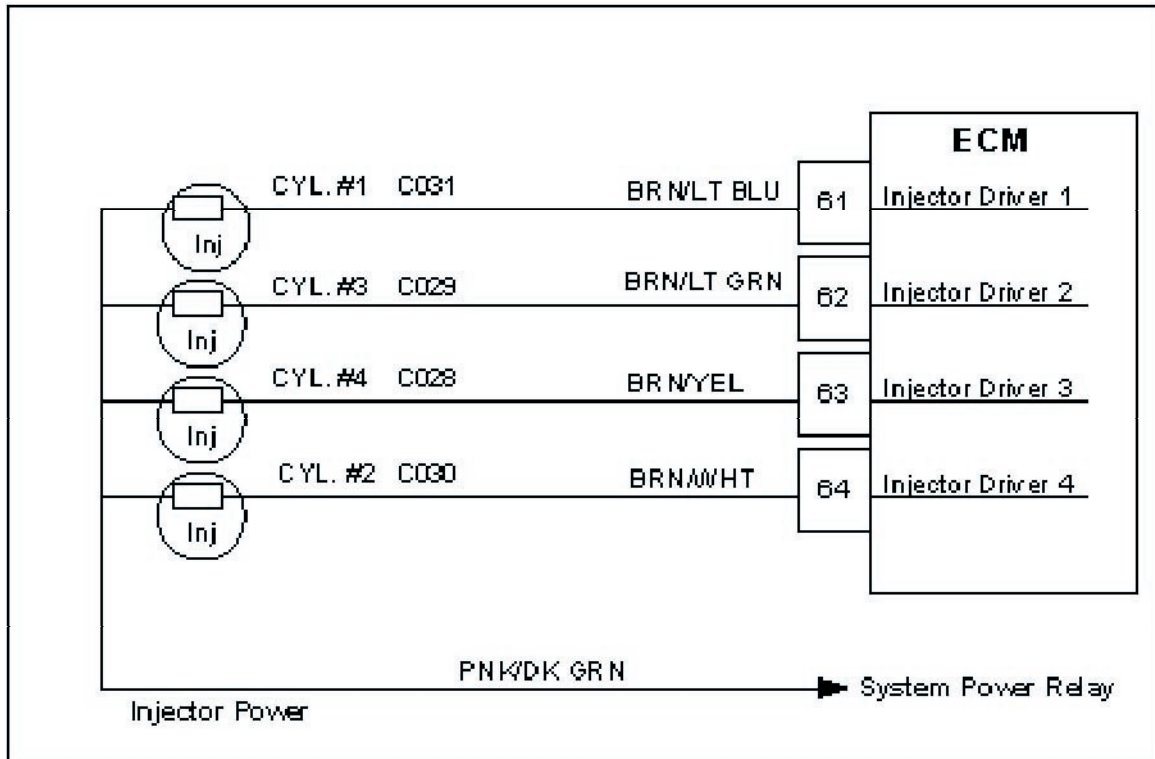 ECM
CYL. #1 C031 BRN/LT BLU 61 Injector Driver 1
Inj
CYL. #3 C029 BRN/LT GRN 62 Injector Driver 2
Inj
CYL. #4 C028 BRN/YEL 63 Injector Driver 3
Inj
CYL. #2 C030 BRN/WHT 64 Injector Driver 4
Inj
PNK/DK GRN
System Power Relay
Injector Power